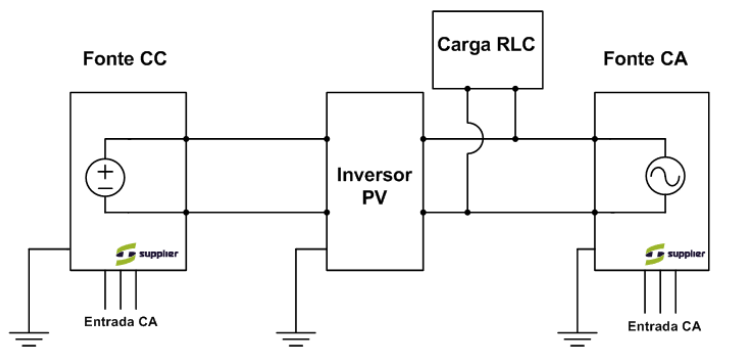 Carga RLC
Fonte CC
Fonte CA
Inversor
PV
supplier
supplier
Entrada CA
Entrada CA